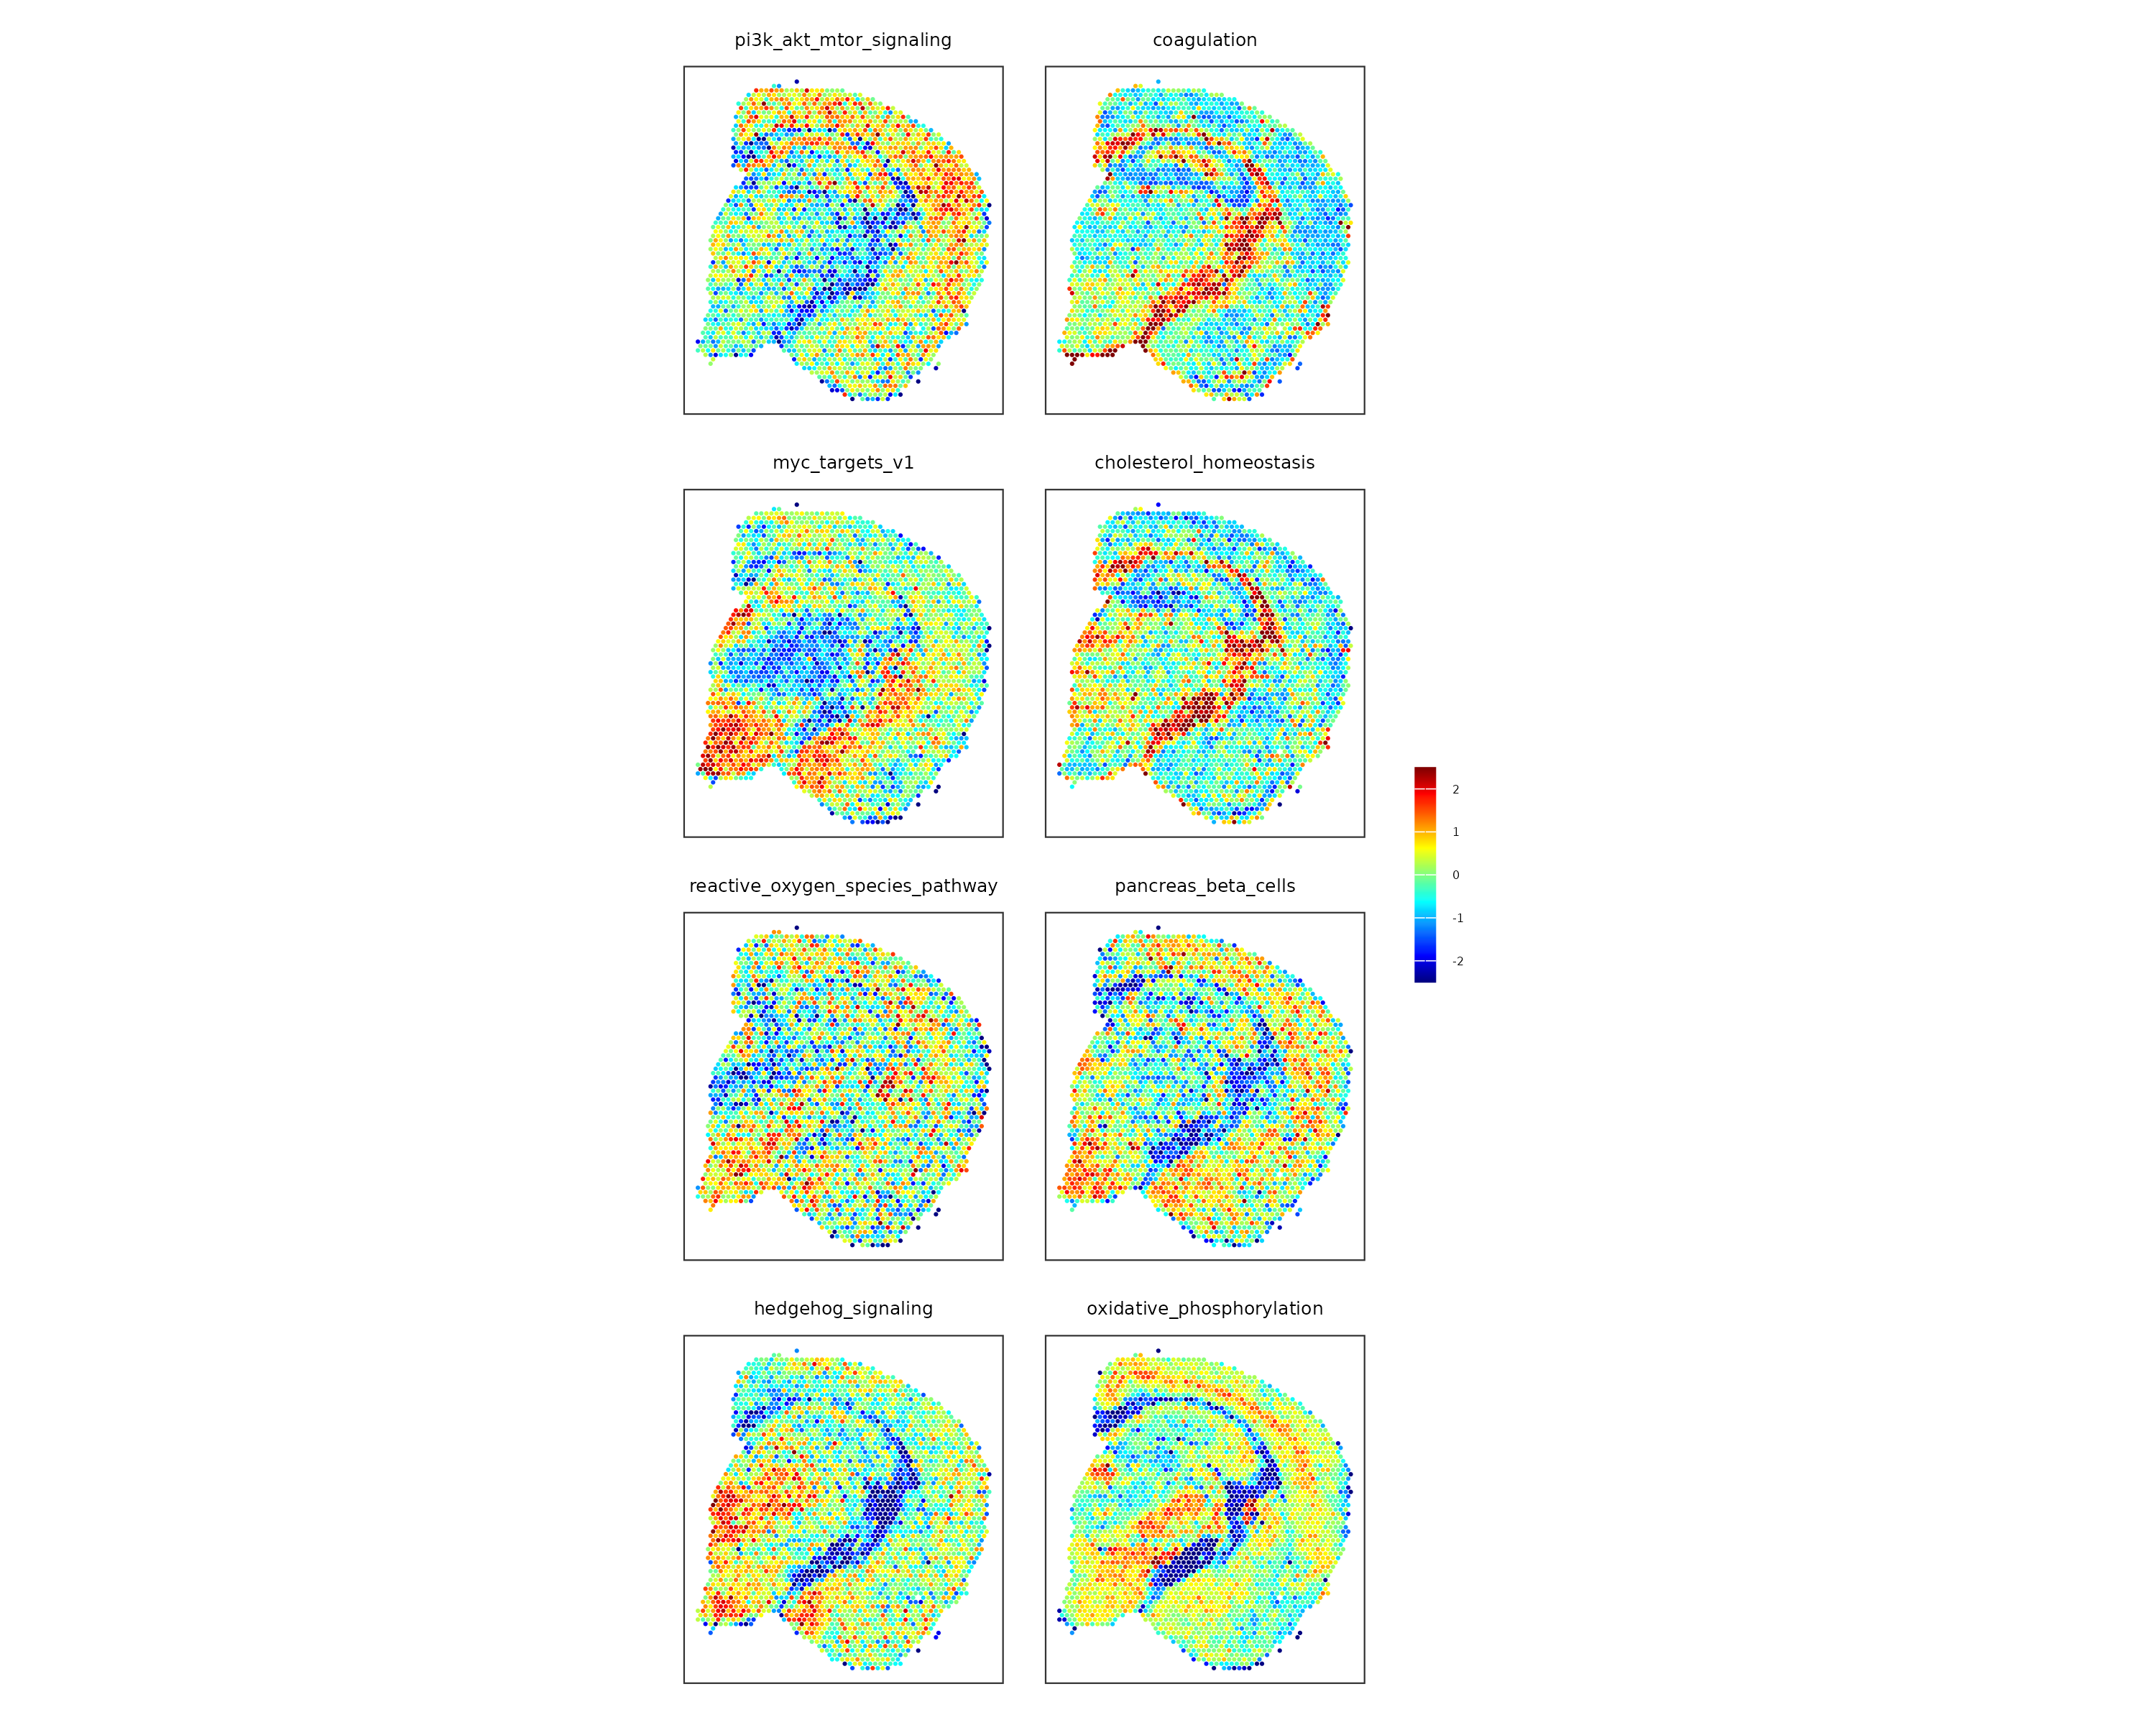 pi3k_akt_mtor_signaling
coagulation
myc_targets_v1
cholesterol_homeostasis
reactive_oxygen_species_pathway
pancreas_beta_cells
hedgehog_signaling
oxidative_phosphorylation
2
1
0
-1
-2